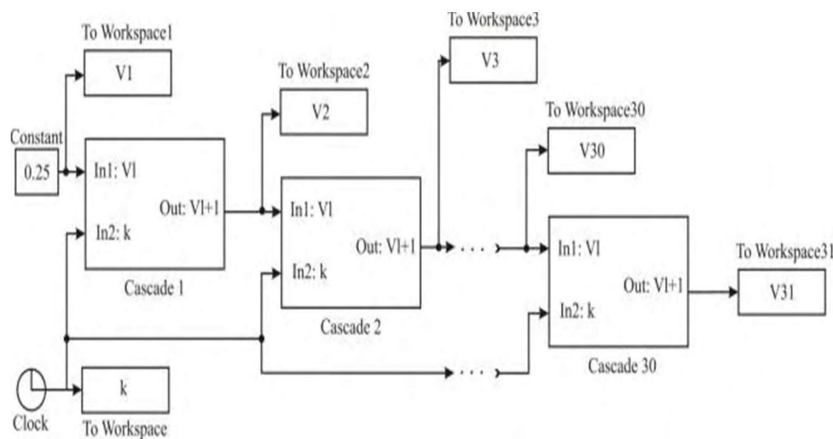 To Workspace1
V1
To Workspace2
V2
To Workspace3
V3
To Workspace30
V30
Constant
0.25
In1: Vl
Out: Vl+1
In2: k
Cascade 1
In1: Vl
Out: Vl+1
In2: k
Cascade 2
. . .
In1: Vl
Out: Vl+1
In2: k
Cascade 30
To Workspace31
V31
. . .
Clock
k
To Workspace